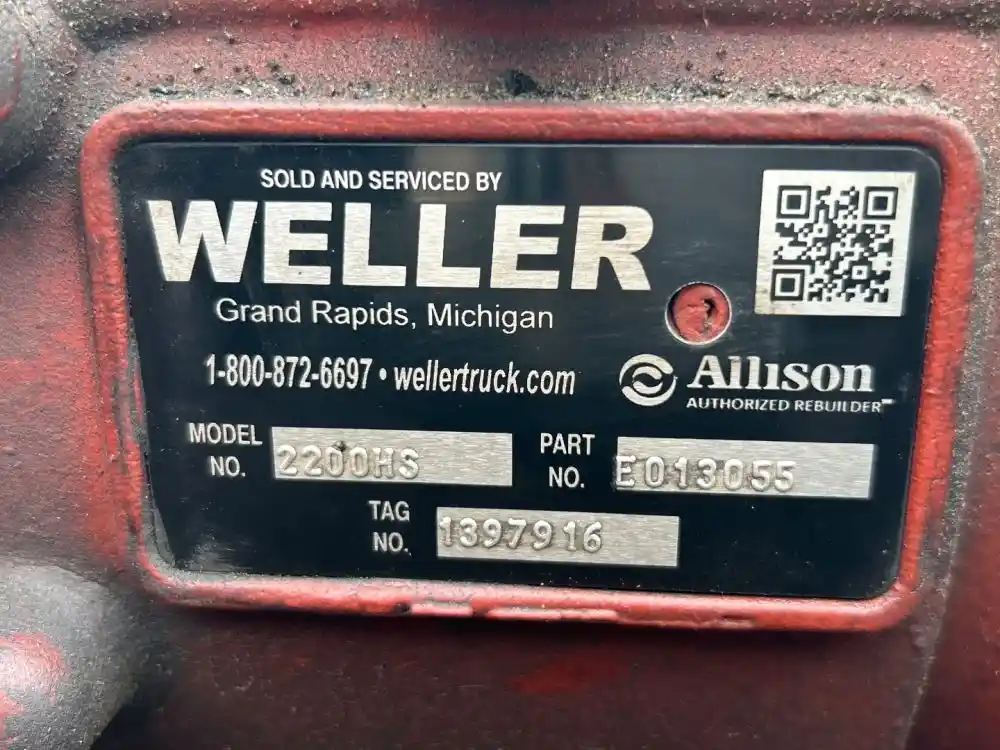 SOLD AND SERVICED BY
WELLER
Grand Rapids, Michigan
1-800-872-6697 • wellertruck.com
Allison
AUTHORIZED REBUILDER℠
MODEL NO. 2200HS
PART NO. E013055
TAG NO. 1397916